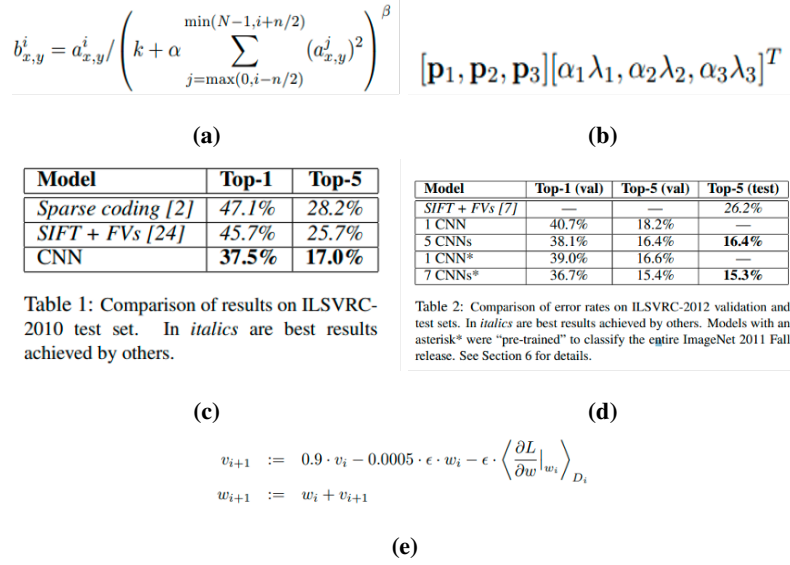 b^i_{x,y} = a^i_{x,y} / ( k + α ∑_{j=max(0,i−n/2)}^{min(N−1,i+n/2)} (a^j_{x,y})^2 )^β
[p1, p2, p3][α1λ1, α2λ2, α3λ3]^T
(a)
(b)
Model Top-1 Top-5
Sparse coding [2] 47.1% 28.2%
SIFT + FVs [24] 45.7% 25.7%
CNN 37.5% 17.0%
Table 1: Comparison of results on ILSVRC-
2010 test set. In italics are best results
achieved by others.
Model Top-1 (val) Top-5 (val) Top-5 (test)
SIFT + FVs [7] — — 26.2%
1 CNN 40.7% 18.2% —
5 CNNs 38.1% 16.4% 16.4%
1 CNN* 39.0% 16.6% —
7 CNNs* 36.7% 15.4% 15.3%
Table 2: Comparison of error rates on ILSVRC-2012 validation and
test sets. In italics are best results achieved by others. Models with an
asterisk* were “pre-trained” to classify the entire ImageNet 2011 Fall
release. See Section 6 for details.
(c)
(d)
v_{i+1} := 0.9 · v_i − 0.0005 · ϵ · w_i − ϵ · ⟨ ∂L/∂w |_{w_i} ⟩_{D_i}
w_{i+1} := w_i + v_{i+1}
(e)